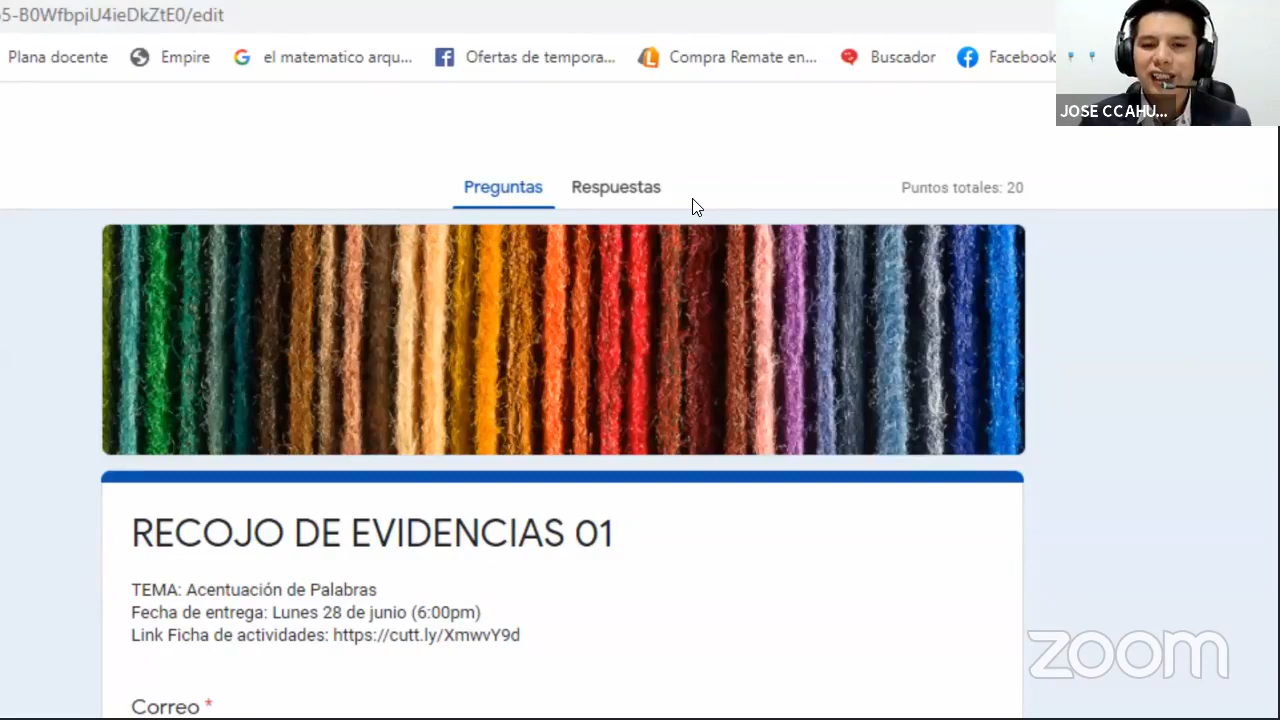 o5-B0WfbpiU4ieDkZtE0/edit
Plana docente Empire el matematico arqu... Ofertas de tempora... Compra Remate en... Buscador Facebook
JOSE CCAHU...
Preguntas Respuestas Puntos totales: 20
RECOJO DE EVIDENCIAS 01
TEMA: Acentuación de Palabras
Fecha de entrega: Lunes 28 de junio (6:00pm)
Link Ficha de actividades: https://cutt.ly/XmwvY9d
zoom
Correo *